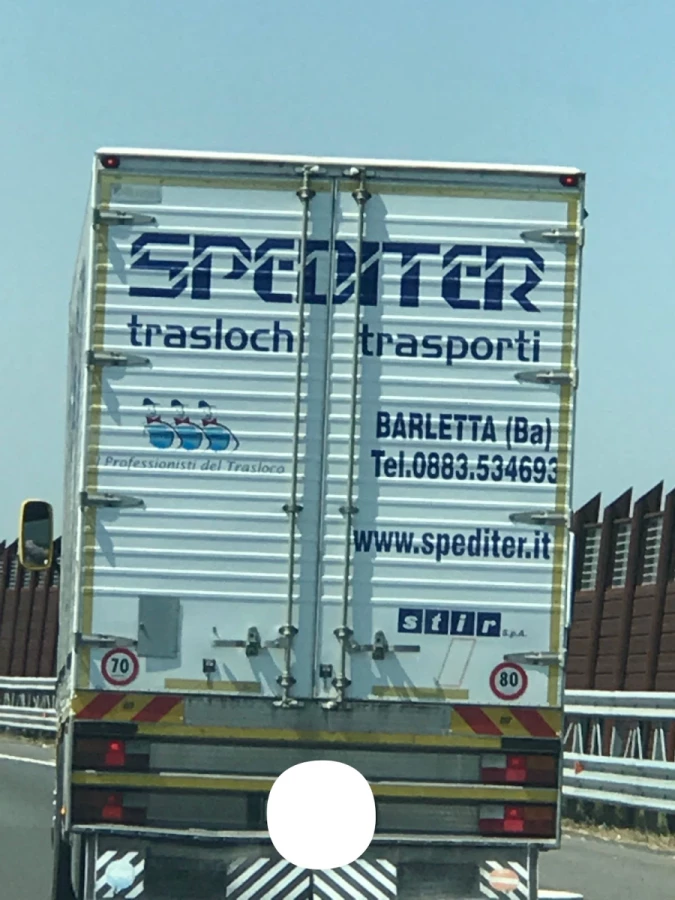 SPEDITER
traslochi trasporti
Professionisti del Trasloco
BARLETTA (Ba)
Tel.0883.534693
www.spediter.it
stir S.p.A.
70
80